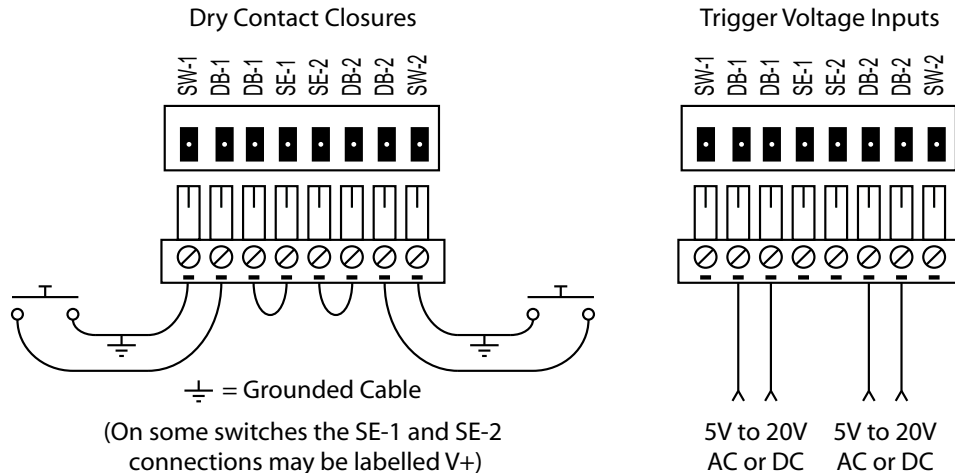 Dry Contact Closures
SW-1
DB-1
DB-1
SE-1
SE-2
DB-2
DB-2
SW-2
= Grounded Cable
(On some switches the SE-1 and SE-2
connections may be labelled V+)
Trigger Voltage Inputs
SW-1
DB-1
DB-1
SE-1
SE-2
DB-2
DB-2
SW-2
5V to 20V
AC or DC
5V to 20V
AC or DC